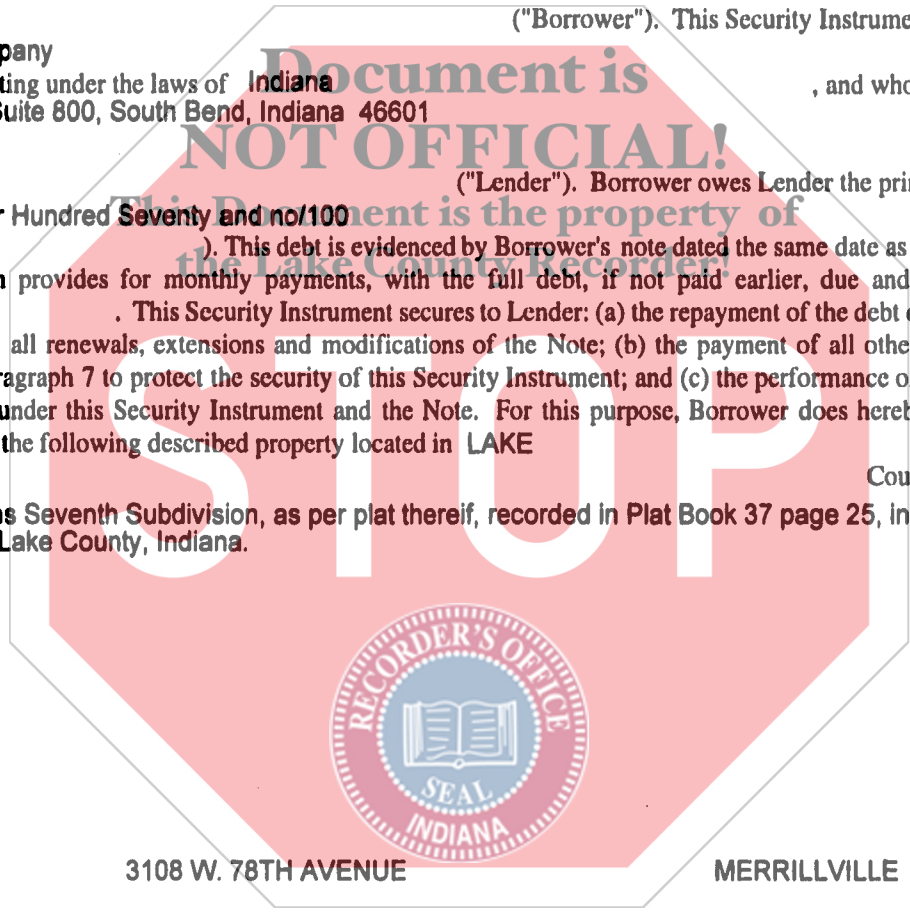 ("Borrower"). This Security Instrume
pany
ting under the laws of Indiana , and who
Suite 800, South Bend, Indiana 46601
Document is
NOT OFFICIAL!
("Lender"). Borrower owes Lender the pri
r Hundred Seventy and no/100
This Document is the property of
). This debt is evidenced by Borrower's note dated the same date as
the Lake County Recorder!
n provides for monthly payments, with the full debt, if not paid earlier, due and
. This Security Instrument secures to Lender: (a) the repayment of the debt
all renewals, extensions and modifications of the Note; (b) the payment of all othe
ragraph 7 to protect the security of this Security Instrument; and (c) the performance o
under this Security Instrument and the Note. For this purpose, Borrower does hereb
the following described property located in LAKE
Cou
STOP
s Seventh Subdivision, as per plat thereif, recorded in Plat Book 37 page 25, in
Lake County, Indiana.
RECORDER'S OFFICE
SEAL
INDIANA
3108 W. 78TH AVENUE MERRILLVILLE